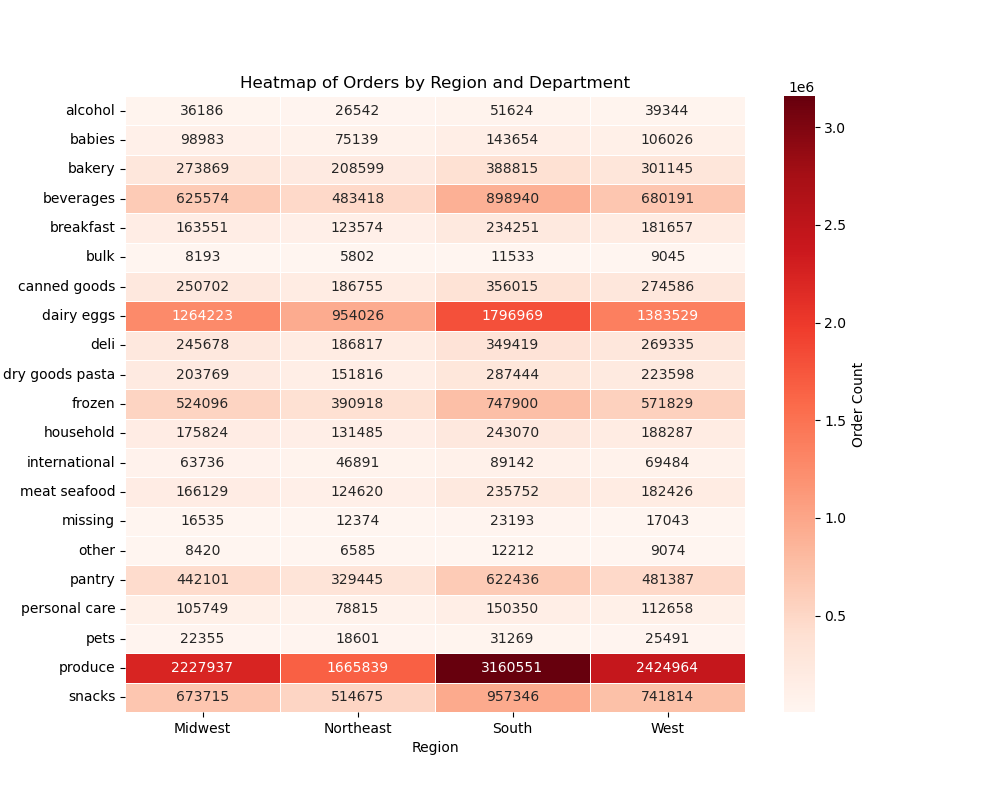 Heatmap of Orders by Region and Department
1e6
alcohol 36186 26542 51624 39344
babies 98983 75139 143654 106026
bakery 273869 208599 388815 301145
beverages 625574 483418 898940 680191
breakfast 163551 123574 234251 181657
bulk 8193 5802 11533 9045
canned goods 250702 186755 356015 274586
dairy eggs 1264223 954026 1796969 1383529
deli 245678 186817 349419 269335
dry goods pasta 203769 151816 287444 223598
frozen 524096 390918 747900 571829
household 175824 131485 243070 188287
international 63736 46891 89142 69484
meat seafood 166129 124620 235752 182426
missing 16535 12374 23193 17043
other 8420 6585 12212 9074
pantry 442101 329445 622436 481387
personal care 105749 78815 150350 112658
pets 22355 18601 31269 25491
produce 2227937 1665839 3160551 2424964
snacks 673715 514675 957346 741814
Midwest Northeast South West
Region
3.0
2.5
2.0
1.5
1.0
0.5
Order Count